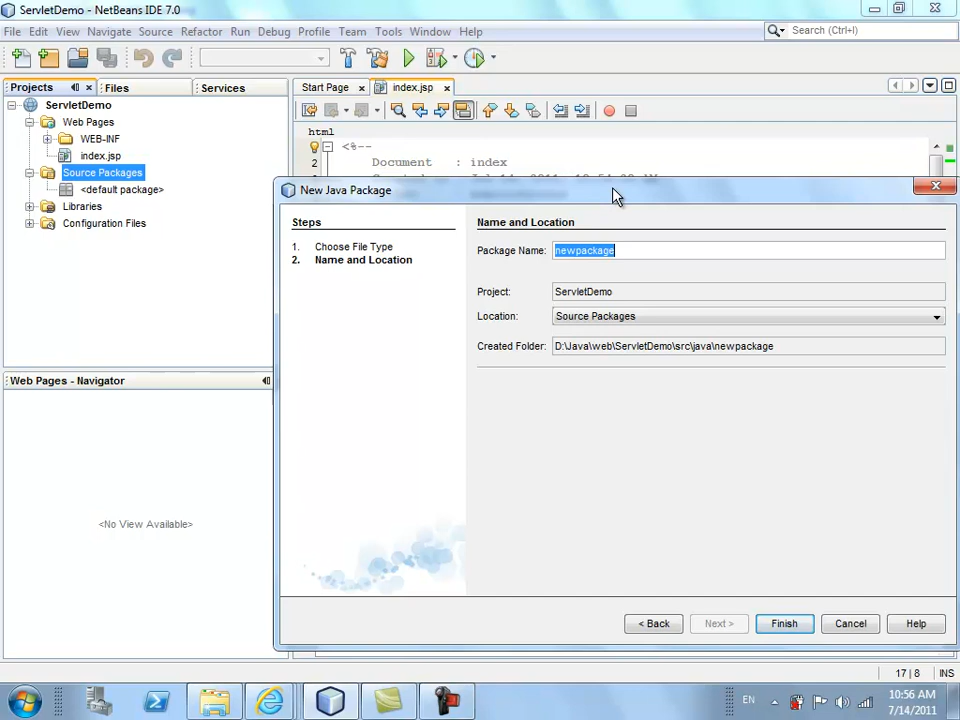 ServletDemo - NetBeans IDE 7.0
File Edit View Navigate Source Refactor Run Debug Profile Team Tools Window Help
Search (Ctrl+I)
Projects
Files
Services
Start Page
index.jsp
ServletDemo
Web Pages
WEB-INF
index.jsp
Source Packages
<default package>
Libraries
Configuration Files
html
<%--
2 Document : index
New Java Package
Steps
1. Choose File Type
2. Name and Location
Name and Location
Package Name: newpackage
Project: ServletDemo
Location: Source Packages
Created Folder: D:\Java\web\ServletDemo\src\java\newpackage
Web Pages - Navigator
<No View Available>
< Back
Next >
Finish
Cancel
Help
17 | 8 INS
EN
10:56 AM
7/14/2011